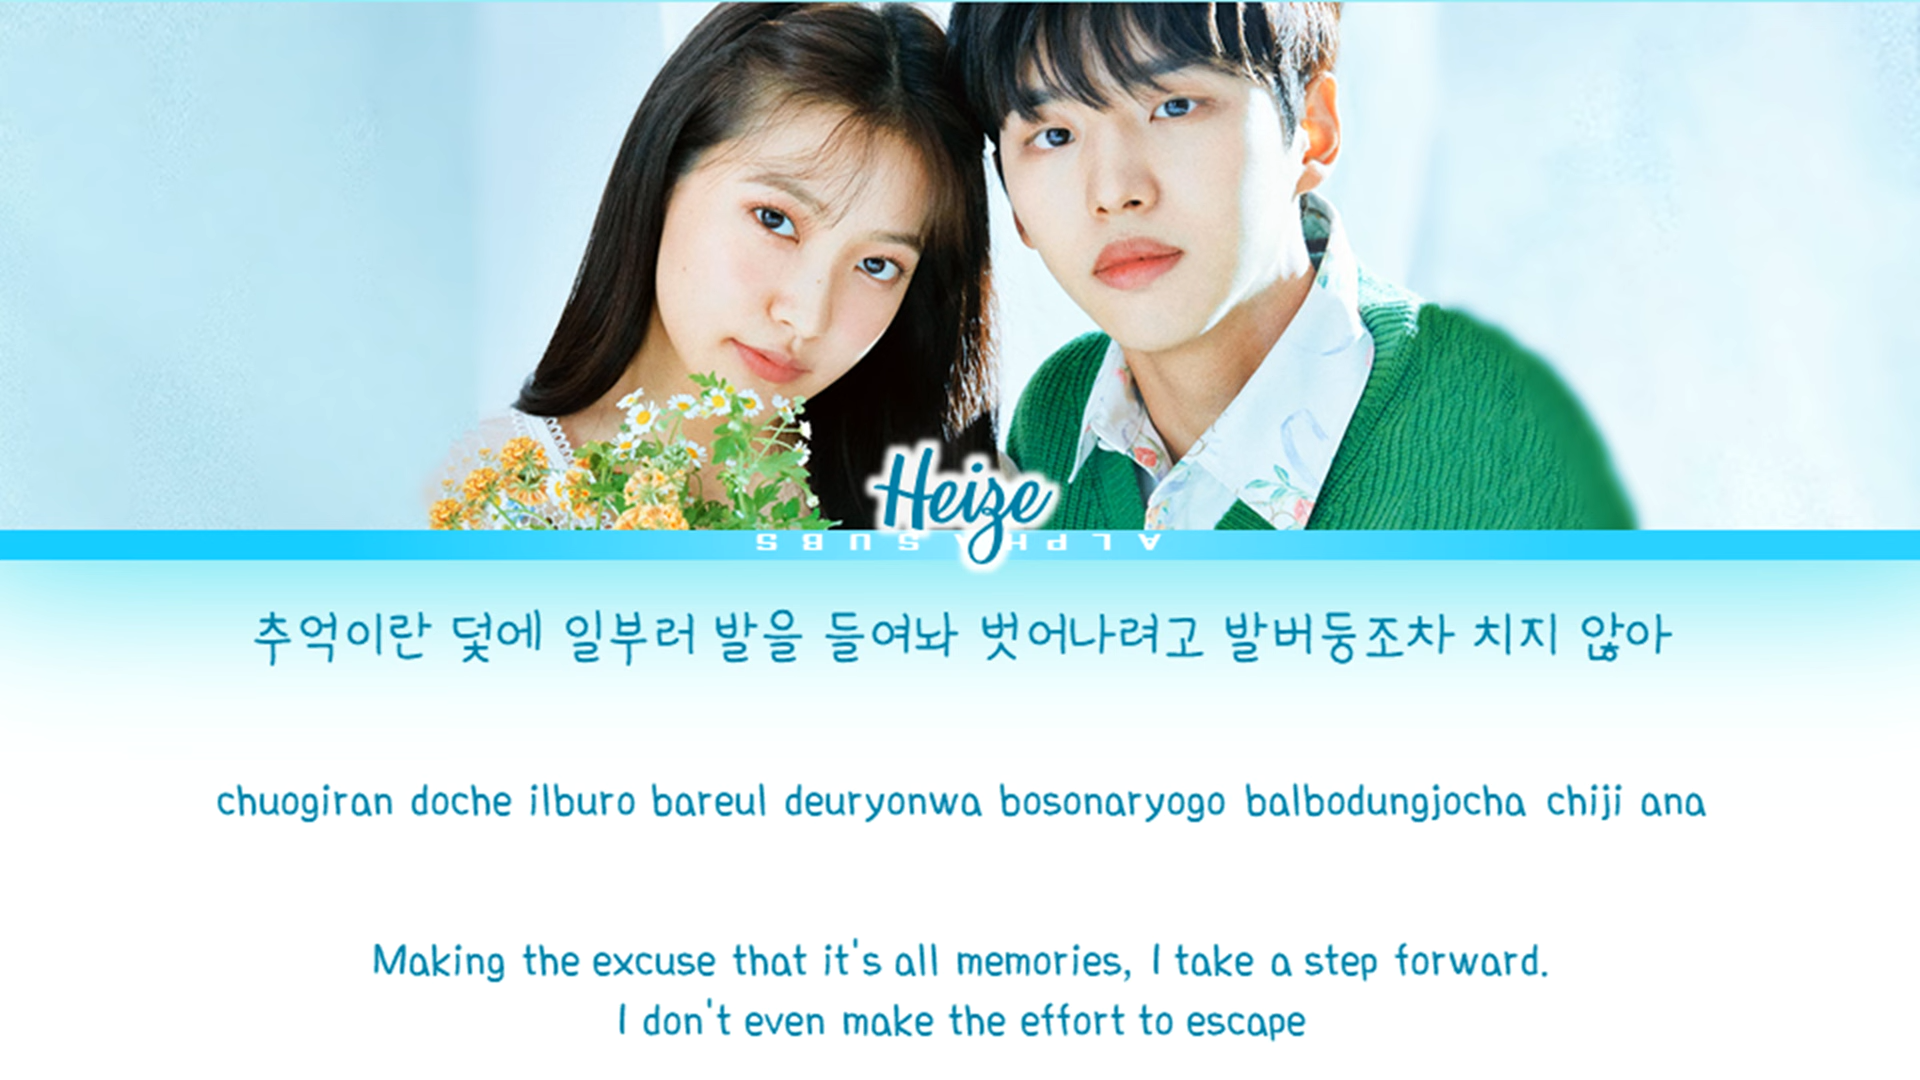 Heize
ALPHA SUBS
추억이란 덫에 일부러 발을 들여놔 벗어나려고 발버둥조차 치지 않아
chuogiran doche ilburo bareul deuryonwa bosonaryogo balbodungjocha chiji ana
Making the excuse that it's all memories, I take a step forward.
I don't even make the effort to escape